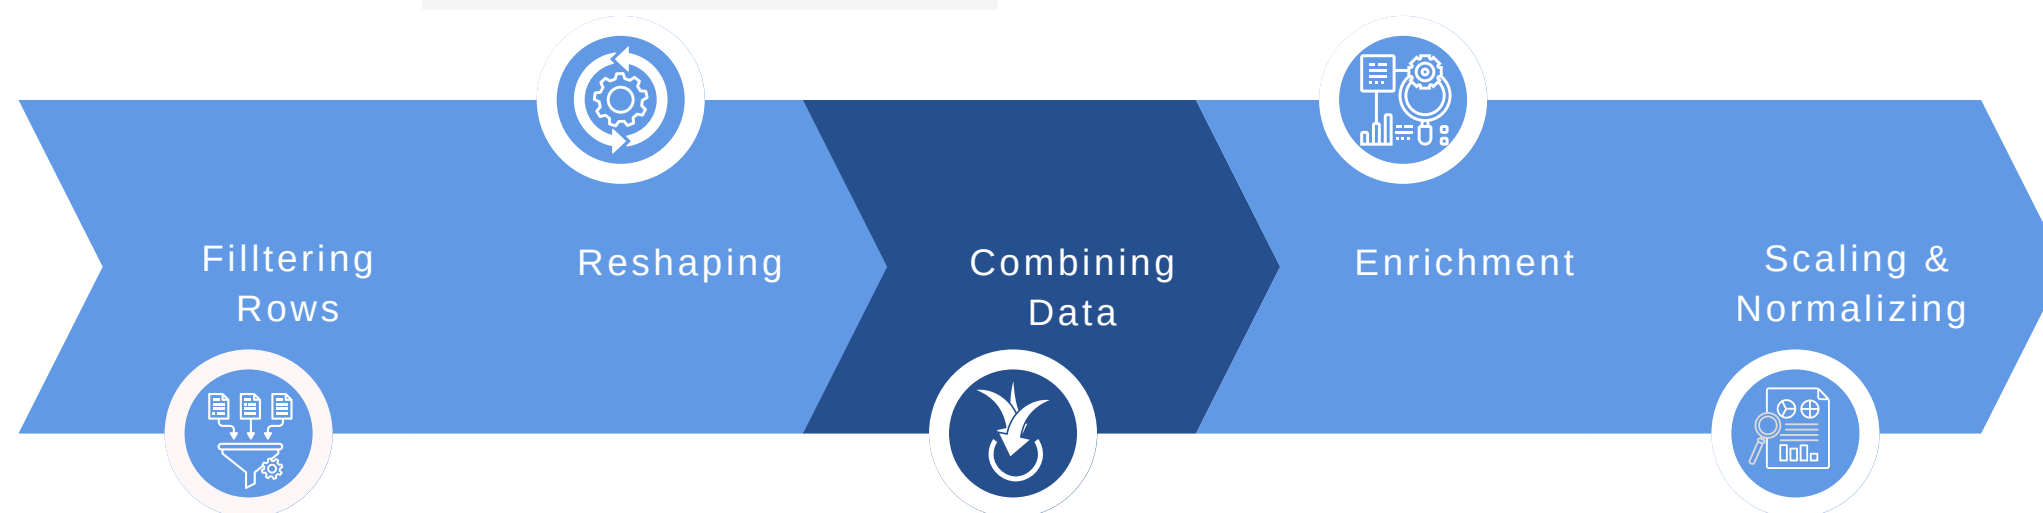 Filltering
Rows
Reshaping
Combining
Data
Enrichment
Scaling &
Normalizing